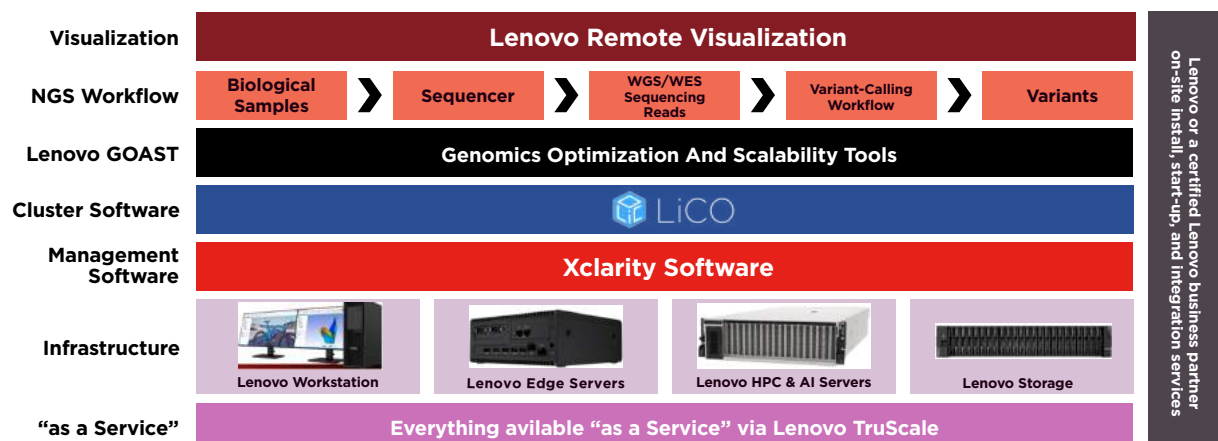 Visualization
Lenovo Remote Visualization
NGS Workflow
Biological
Samples
Sequencer
WGS/WES
Sequencing
Reads
Variant-Calling
Workflow
Variants
Lenovo GOAST
Genomics Optimization And Scalability Tools
Cluster Software
LiCO
Management
Software
Xclarity Software
Infrastructure
Lenovo Workstation
Lenovo Edge Servers
Lenovo HPC & AI Servers
Lenovo Storage
“as a Service”
Everything avilable “as a Service” via Lenovo TruScale
Lenovo or a certified Lenovo business partner
on-site install, start-up, and integration services